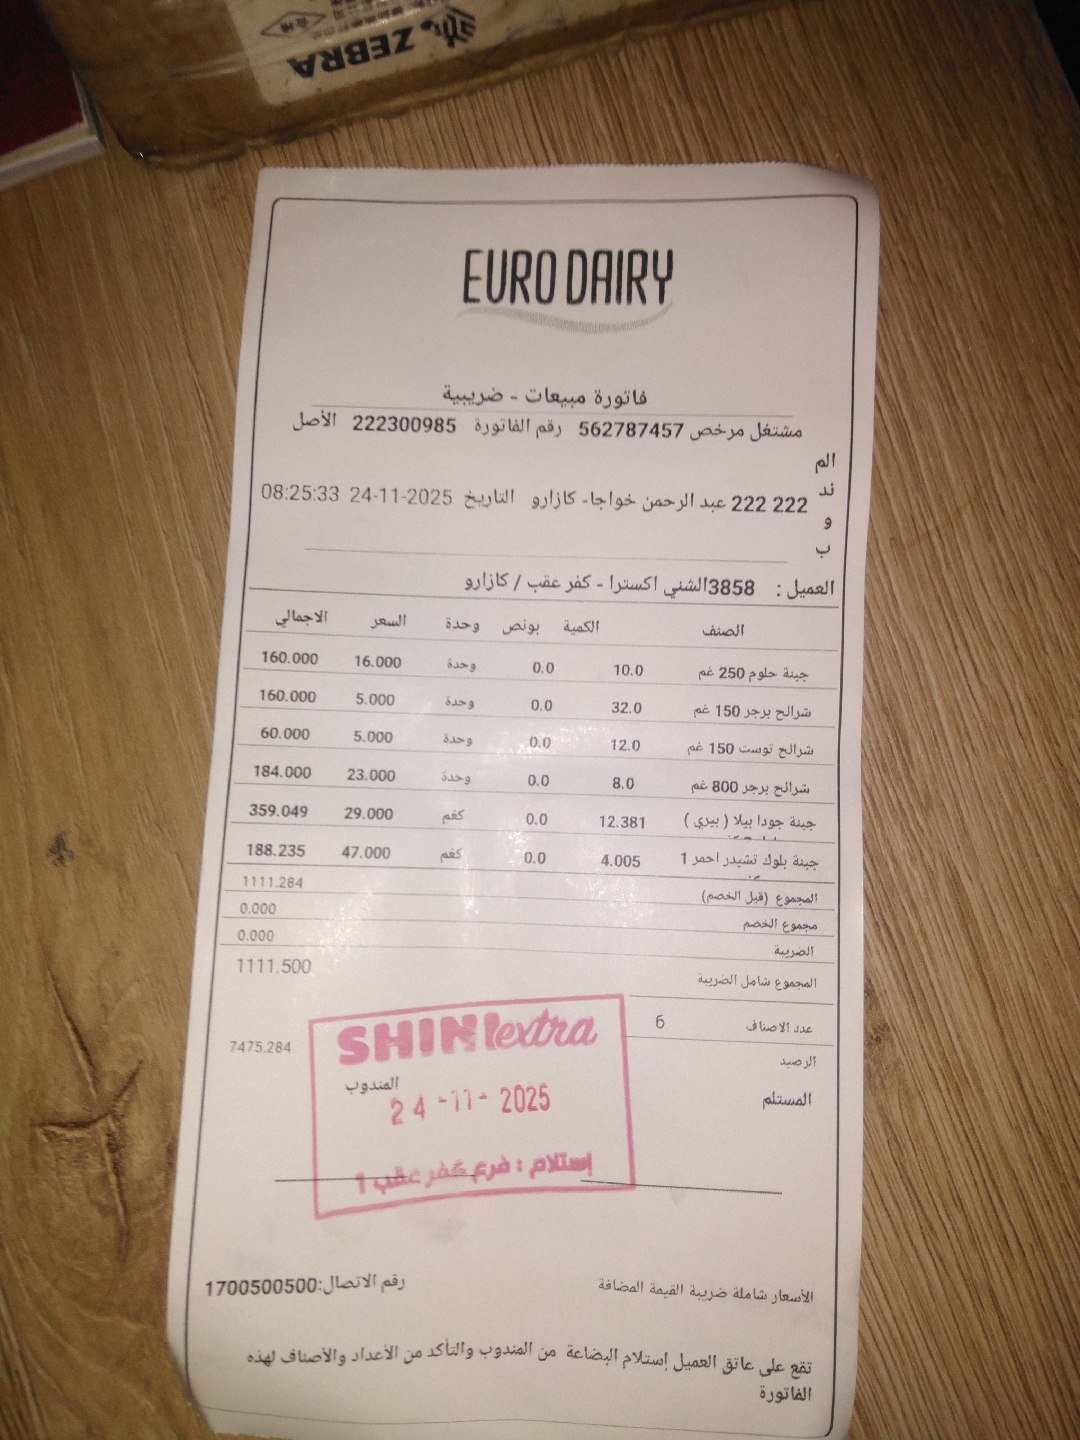 ZEBRA
EURO DAIRY
فاتورة مبيعات - ضريبية
مشتغل مرخص 562787457 رقم الفاتورة 222300985 الأصل
المندوب 222 222 عبد الرحمن خواجا- كازارو التاريخ 24-11-2025 08:25:33
العميل : 3858الشني اكسترا - كفر عقب / كازارو
الصنف الكمية بونص وحدة السعر الاجمالي
جبنة حلوم 250 غم 10.0 0.0 وحدة 16.000 160.000
شرائح برجر 150 غم 32.0 0.0 وحدة 5.000 160.000
شرائح توست 150 غم 12.0 0.0 وحدة 5.000 60.000
شرائح برجر 800 غم 8.0 0.0 وحدة 23.000 184.000
جبنة جودا بيلا ( بيري ) 12.381 0.0 كغم 29.000 359.049
جبنة بلوك تشيدر احمر 1 4.005 0.0 كغم 47.000 188.235
المجموع (قبل الخصم) 1111.284
مجموع الخصم 0.000
الضريبة 0.000
المجموع شامل الضريبة 1111.500
عدد الاصناف 6
الرصيد 7475.284
المستلم المندوب
SHINI extra
24 -11- 2025
إستلام : فرع كفر عقب 1
الأسعار شاملة ضريبة القيمة المضافة رقم الاتصال:1700500500
تقع على عاتق العميل إستلام البضاعة من المندوب والتأكد من الأعداد والأصناف لهذه
الفاتورة